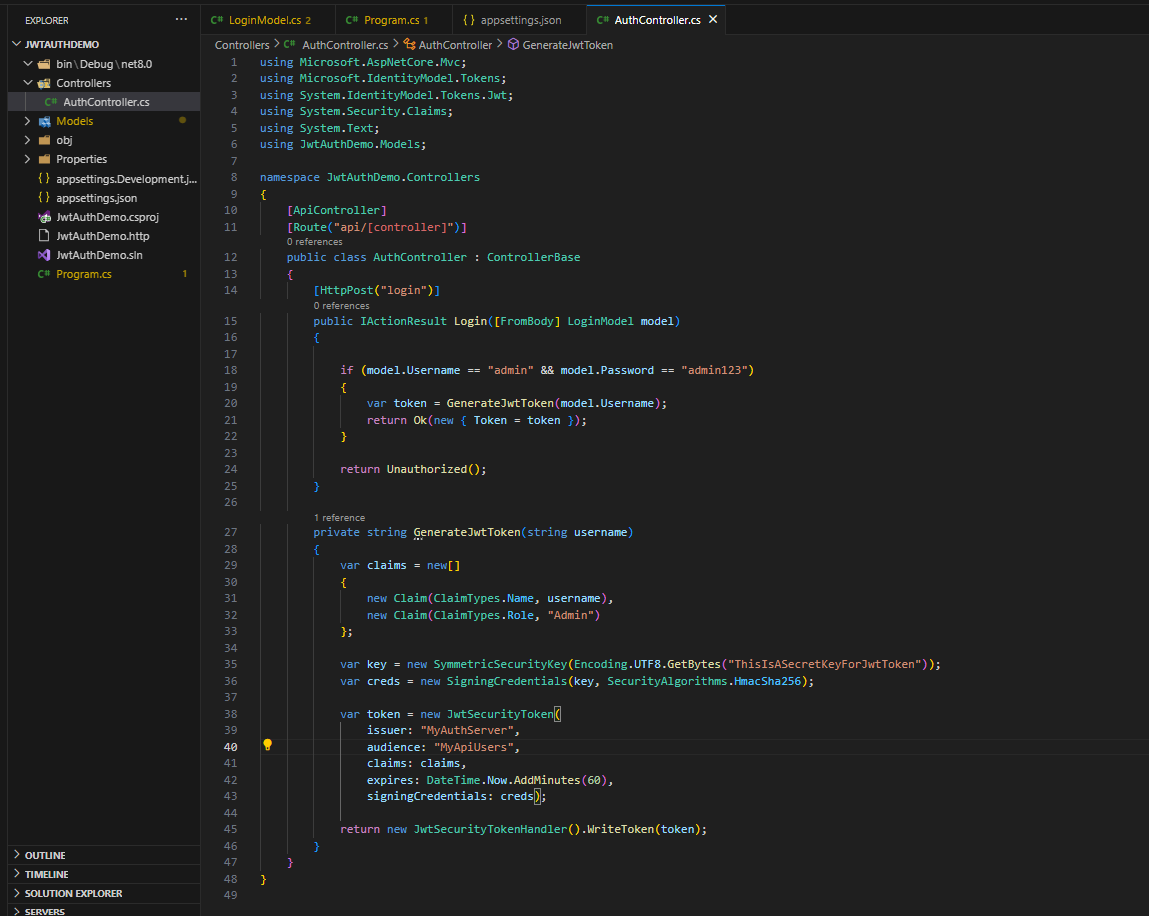 EXPLORER ···
JWTAUTHDEMO
bin \ Debug \ net8.0
Controllers
C# AuthController.cs
Models
obj
Properties
{} appsettings.Development.j...
{} appsettings.json
JwtAuthDemo.csproj
JwtAuthDemo.http
JwtAuthDemo.sln
C# Program.cs 1
OUTLINE
TIMELINE
SOLUTION EXPLORER
SERVERS
C# LoginModel.cs 2
C# Program.cs 1
{} appsettings.json
C# AuthController.cs
Controllers > C# AuthController.cs > AuthController > GenerateJwtToken
1 using Microsoft.AspNetCore.Mvc;
2 using Microsoft.IdentityModel.Tokens;
3 using System.IdentityModel.Tokens.Jwt;
4 using System.Security.Claims;
5 using System.Text;
6 using JwtAuthDemo.Models;
7
8 namespace JwtAuthDemo.Controllers
9 {
10 [ApiController]
11 [Route("api/[controller]")]
0 references
12 public class AuthController : ControllerBase
13 {
14 [HttpPost("login")]
0 references
15 public IActionResult Login([FromBody] LoginModel model)
16 {
17
18 if (model.Username == "admin" && model.Password == "admin123")
19 {
20 var token = GenerateJwtToken(model.Username);
21 return Ok(new { Token = token });
22 }
23
24 return Unauthorized();
25 }
26
1 reference
27 private string GenerateJwtToken(string username)
28 {
29 var claims = new[]
30 {
31 new Claim(ClaimTypes.Name, username),
32 new Claim(ClaimTypes.Role, "Admin")
33 };
34
35 var key = new SymmetricSecurityKey(Encoding.UTF8.GetBytes("ThisIsASecretKeyForJwtToken"));
36 var creds = new SigningCredentials(key, SecurityAlgorithms.HmacSha256);
37
38 var token = new JwtSecurityToken(
39 issuer: "MyAuthServer",
40 audience: "MyApiUsers",
41 claims: claims,
42 expires: DateTime.Now.AddMinutes(60),
43 signingCredentials: creds);
44
45 return new JwtSecurityTokenHandler().WriteToken(token);
46 }
47 }
48 }
49